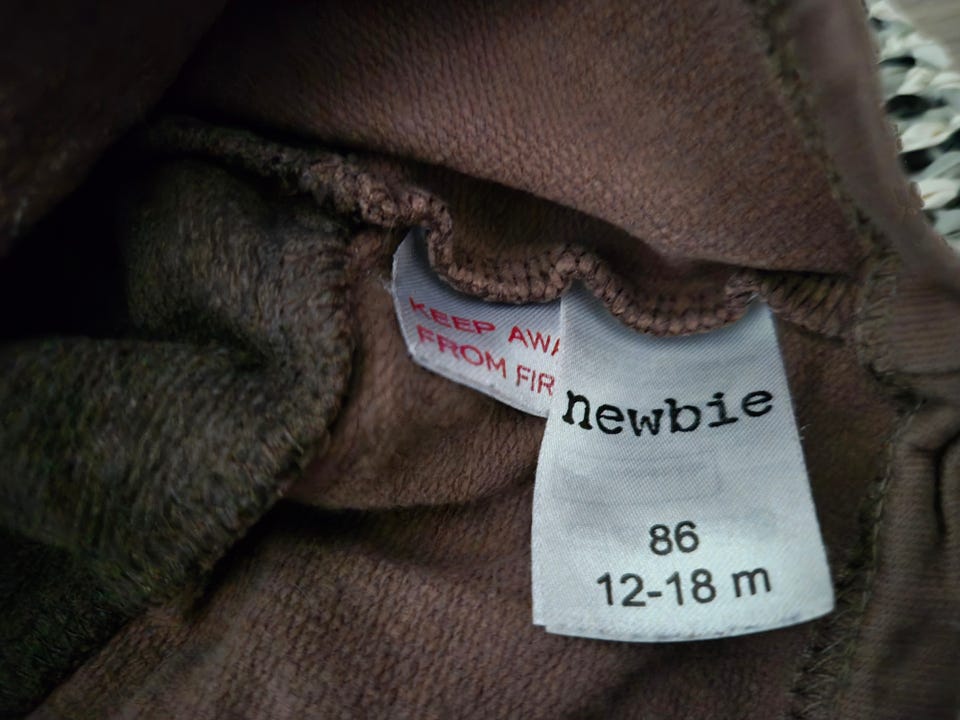 KEEP AWA
FROM FIR
newbie
86
12-18 m